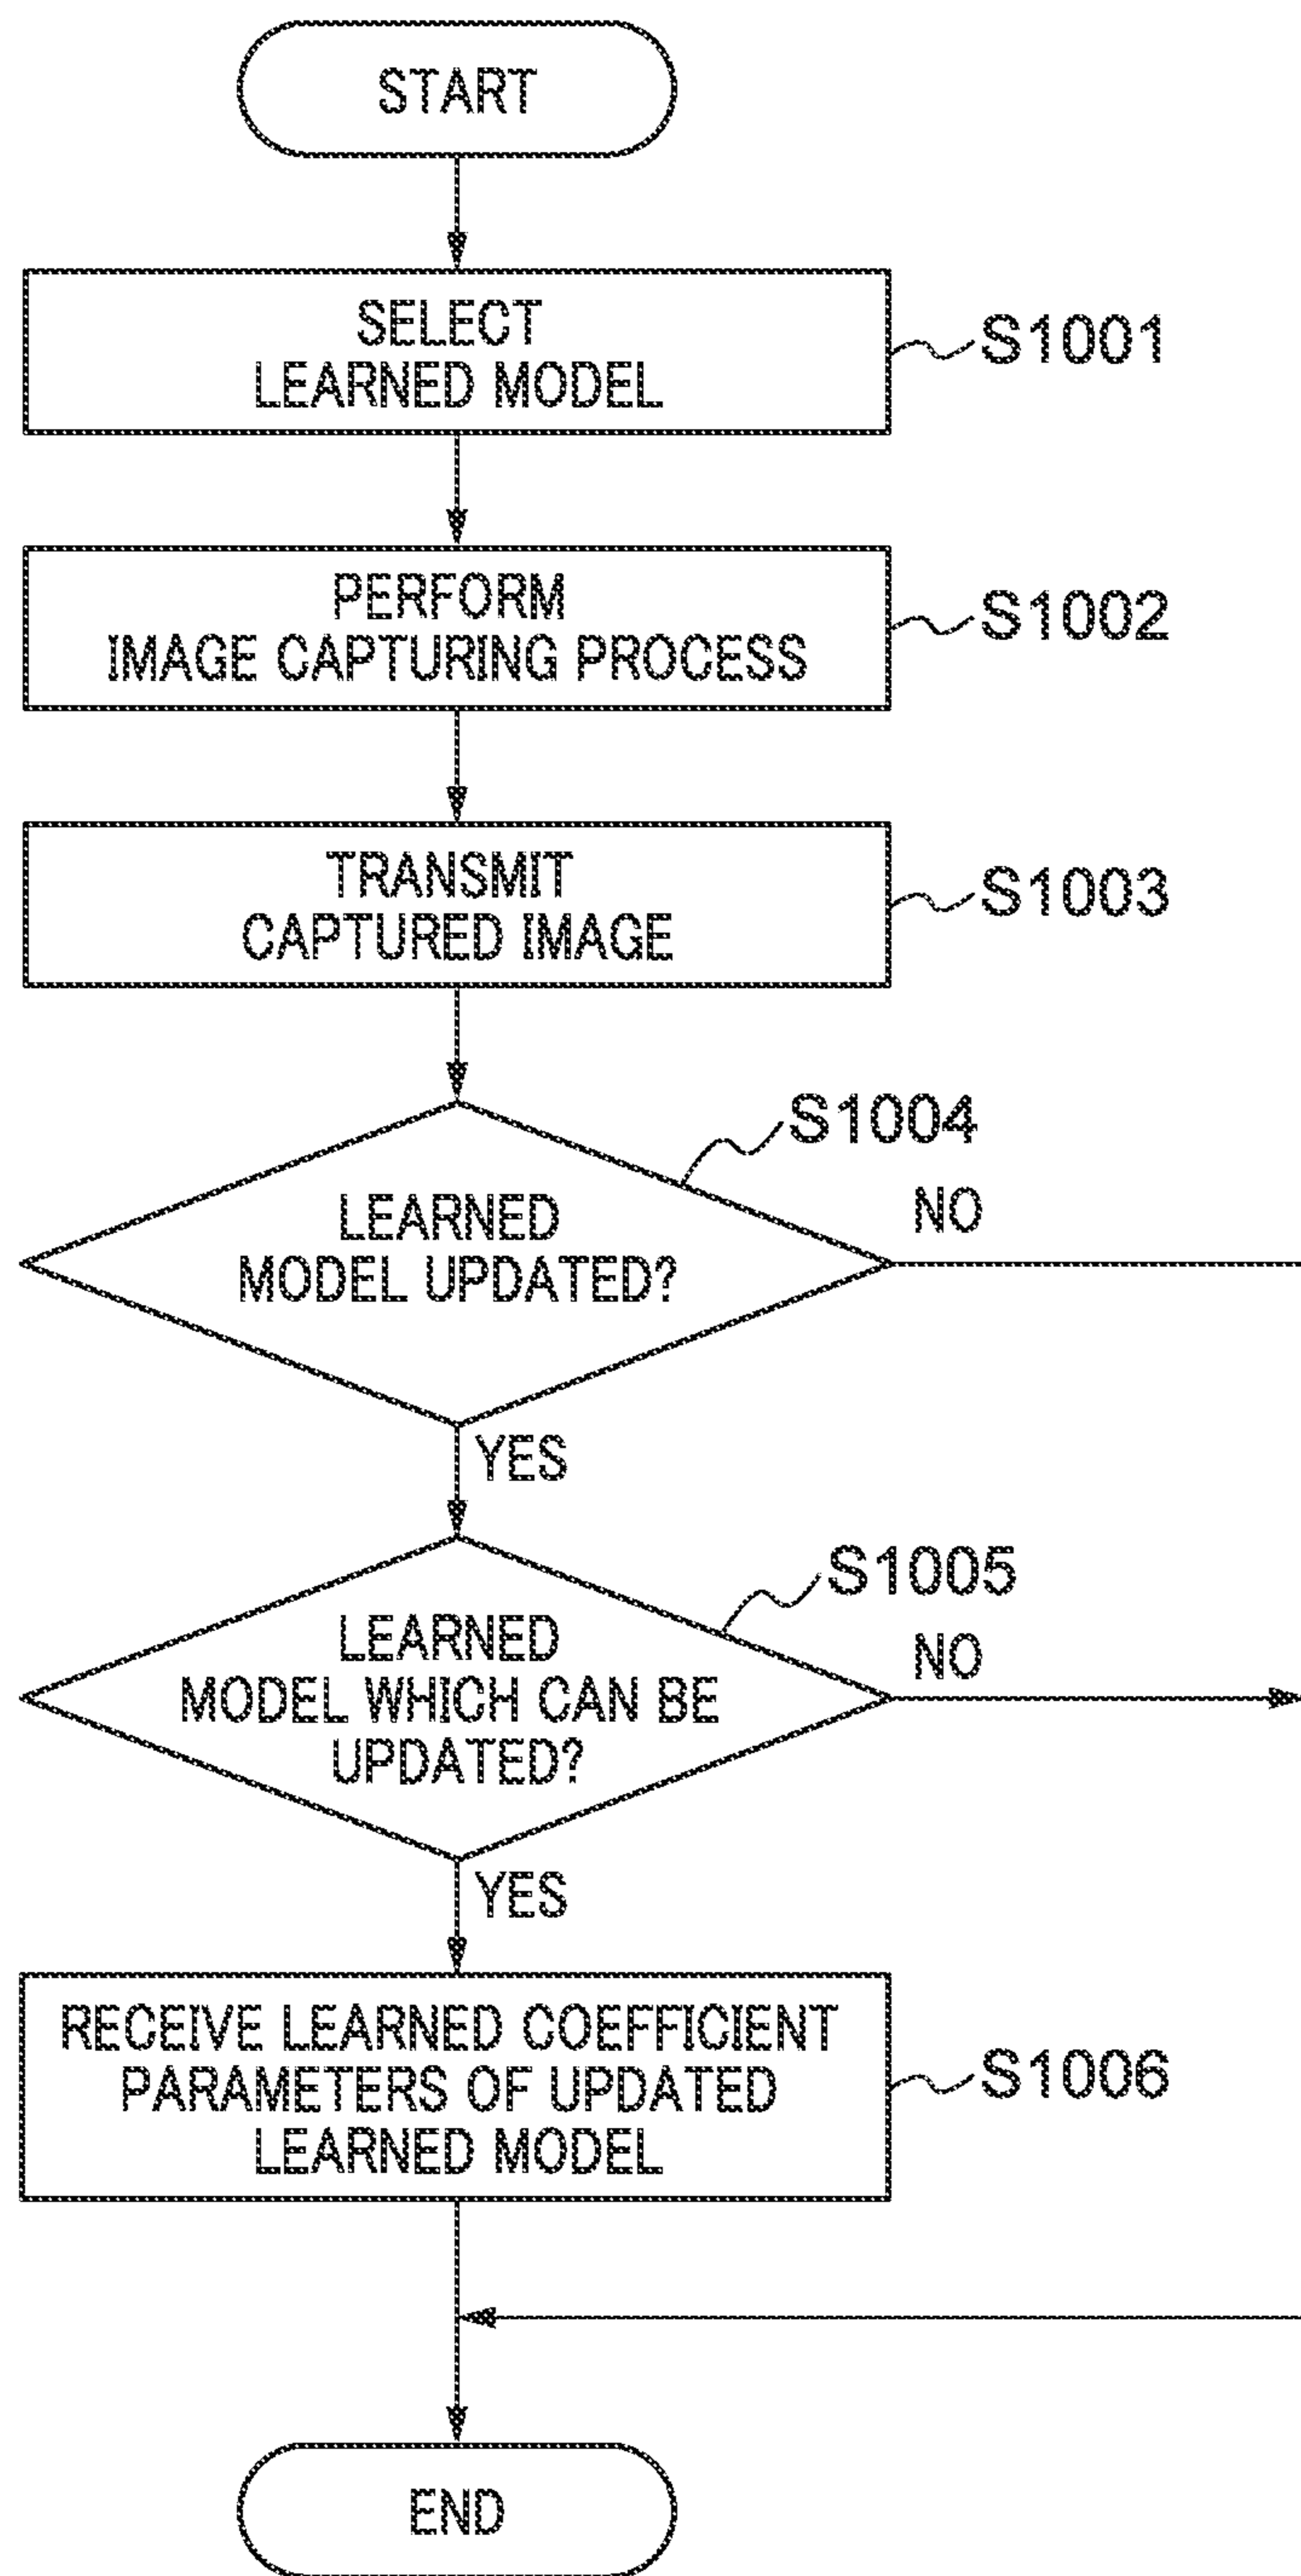 START
SELECT
LEARNED MODEL
S1001
PERFORM
IMAGE CAPTURING PROCESS
S1002
TRANSMIT
CAPTURED IMAGE
S1003
S1004
LEARNED
MODEL UPDATED?
NO
YES
S1005
LEARNED
MODEL WHICH CAN BE
UPDATED?
NO
YES
RECEIVE LEARNED COEFFICIENT
PARAMETERS OF UPDATED
LEARNED MODEL
S1006
END